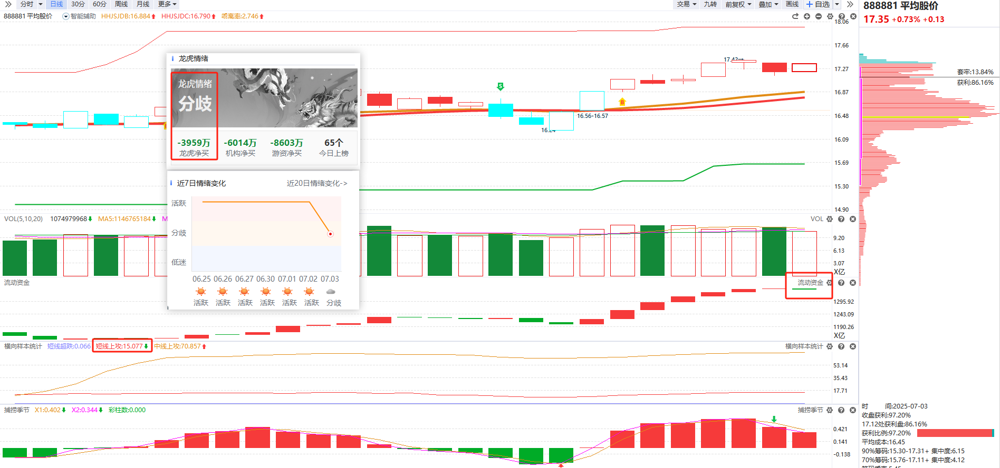 分时 日线 30分 60分 周线 月线 更多 交易 九转 前复权 叠加 画线 自选
888881 平均股价
17.35 +0.73% +0.13
888881 平均股价 智能辅助 HHJSJDB:16.884 HHJSJDC:16.790 乖离率:2.746
18.06
17.66
17.27
16.87
16.48
16.09
15.69
15.30
14.90
17.42
S
B
16.56-16.57
16.24
龙虎情绪
龙虎情绪
分歧
-3959万 -6014万 -8603万 65个
龙虎净买 机构净买 游资净买 今日上榜
近7日情绪变化 近20日情绪变化->
活跃
分歧
低迷
06.25 06.26 06.27 06.30 07.01 07.02 07.03
活跃 活跃 活跃 活跃 活跃 活跃 分歧
VOL(5,10,20) 1074979968 MA5:1146765184 M VOL
9.20
6.13
3.07
X亿
流动资金 流动资金
1295.92
1243.09
1190.26
X亿
横向样本统计 短线超跌:0.066 短线上攻:15.077 中线上攻:70.857 横向样本统计
53.14
35.43
17.71
捕捞季节 X1:0.402 X2:0.344 彩柱数:0.000 捕捞季节
0.421
0.141
-0.138
套牢:13.84%
获利:86.16%
时 间:2025-07-03
收盘获利:97.20%
17.12处获利盘:86.16%
获利比例:97.20%
平均成本:16.45
90%筹码:15.30-17.31+ 集中度:6.15
70%筹码:15.76-17.11+ 集中度:4.12